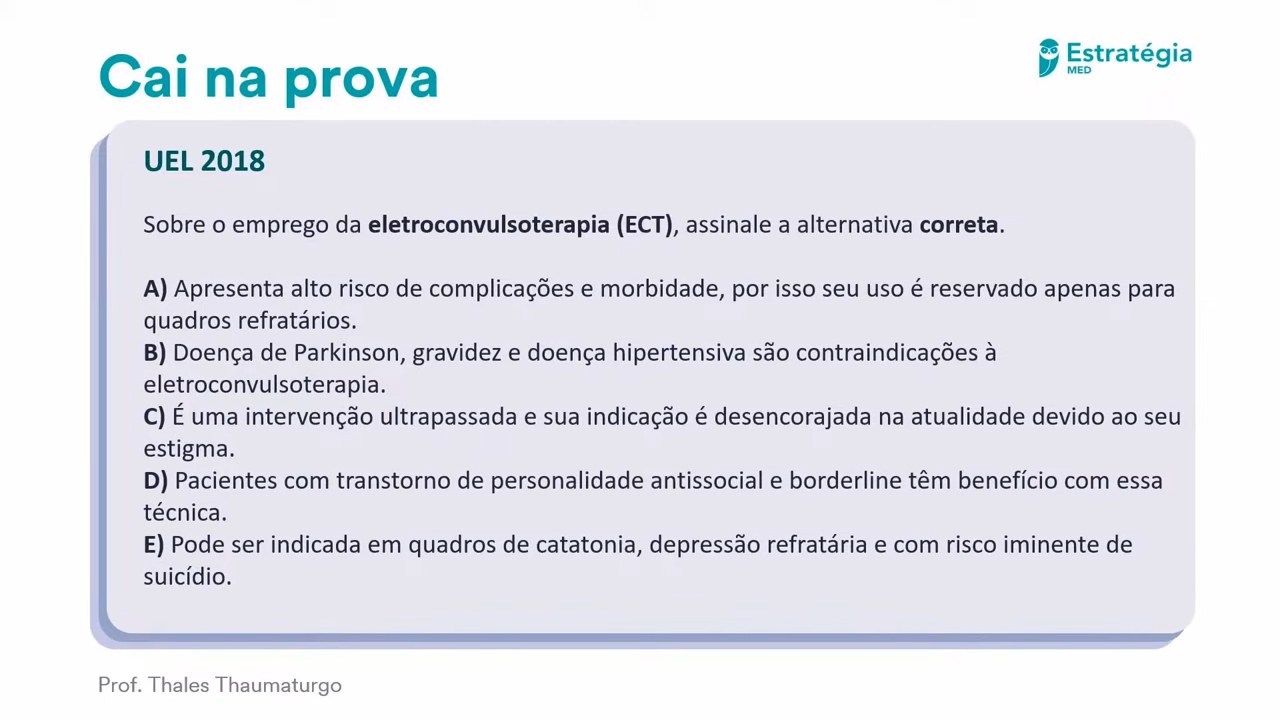 Cai na prova
Estratégia
MED
UEL 2018
Sobre o emprego da eletroconvulsoterapia (ECT), assinale a alternativa correta.
A) Apresenta alto risco de complicações e morbidade, por isso seu uso é reservado apenas para
quadros refratários.
B) Doença de Parkinson, gravidez e doença hipertensiva são contraindicações à
eletroconvulsoterapia.
C) É uma intervenção ultrapassada e sua indicação é desencorajada na atualidade devido ao seu
estigma.
D) Pacientes com transtorno de personalidade antissocial e borderline têm benefício com essa
técnica.
E) Pode ser indicada em quadros de catatonia, depressão refratária e com risco iminente de
suicídio.
Prof. Thales Thaumaturgo